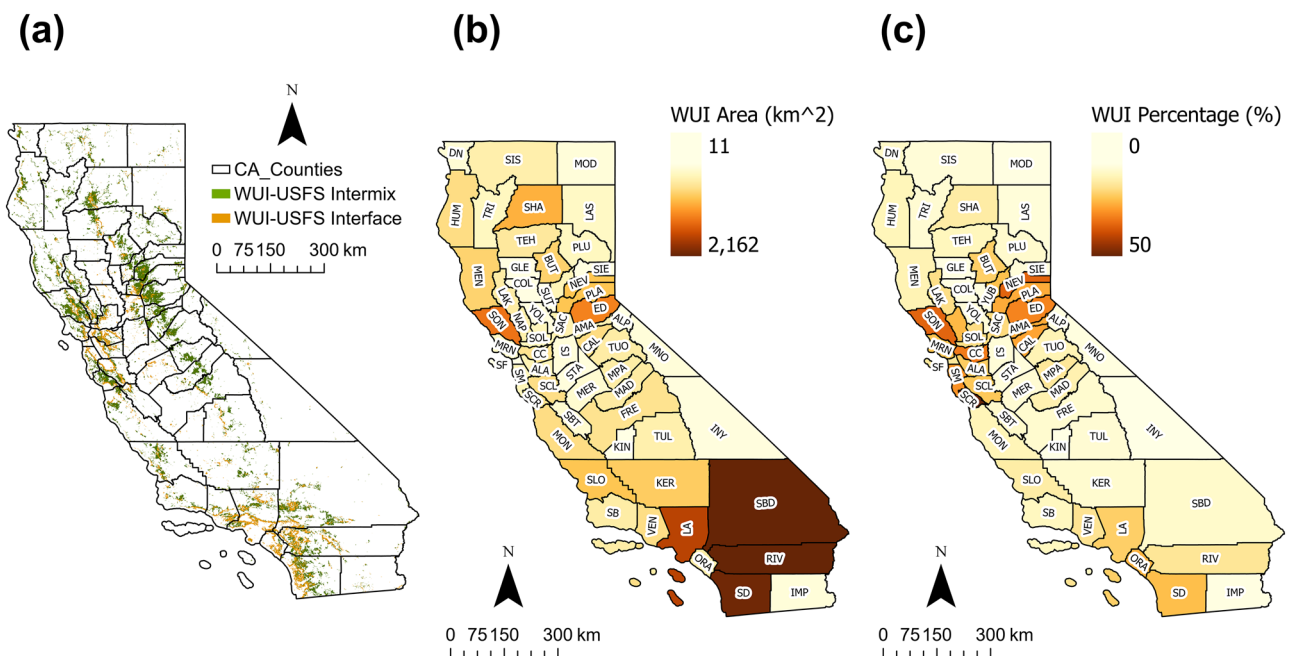 (a)
(b)
(c)
N
CA_Counties
WUI-USFS Intermix
WUI-USFS Interface
0 75 150 300 km
WUI Area (km^2)
11
2,162
DN
SIS
MOD
HUM
TRI
SHA
LAS
TEH
PLU
MEN
GLE
BUT
SIE
COL
NEV
LAK
SUT
PLA
YOL
ED
SON
NAP
SAC
ALP
AMA
SOL
MRN
CC
SJ
CAL
TUO
MNO
SF
ALA
STA
MPA
SM
SCL
MER
MAD
SCR
SBT
FRE
INY
MON
KIN
TUL
SLO
KER
SBD
SB
VEN
LA
ORA
RIV
SD
IMP
N
0 75 150 300 km
WUI Percentage (%)
0
50
DN
SIS
MOD
HUM
TRI
SHA
LAS
TEH
PLU
MEN
GLE
BUT
SIE
COL
YUB
NEV
LAK
PLA
YOL
ED
SON
SAC
ALP
AMA
SOL
MRN
CC
SJ
CAL
TUO
MNO
SF
ALA
STA
MPA
SM
SCL
MER
MAD
SCR
SBT
FRE
INY
MON
KIN
TUL
SLO
KER
SBD
SB
VEN
LA
ORA
RIV
SD
IMP
N
0 75 150 300 km